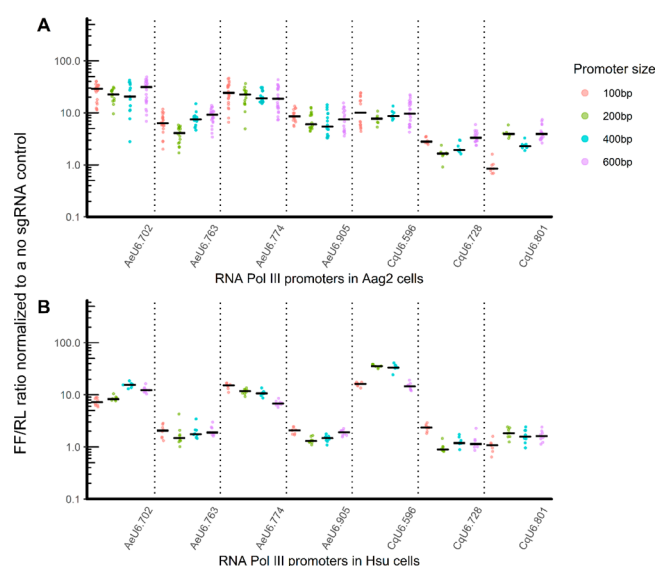 A
100.0
10.0
1.0
0.1
AeU6.702
AeU6.763
AeU6.774
AeU6.905
CqU6.596
CqU6.728
CqU6.801
RNA Pol III promoters in Aag2 cells
Promoter size
100bp
200bp
400bp
600bp
FF/RL ratio normalized to a no sgRNA control
B
100.0
10.0
1.0
0.1
AeU6.702
AeU6.763
AeU6.774
AeU6.905
CqU6.596
CqU6.728
CqU6.801
RNA Pol III promoters in Hsu cells